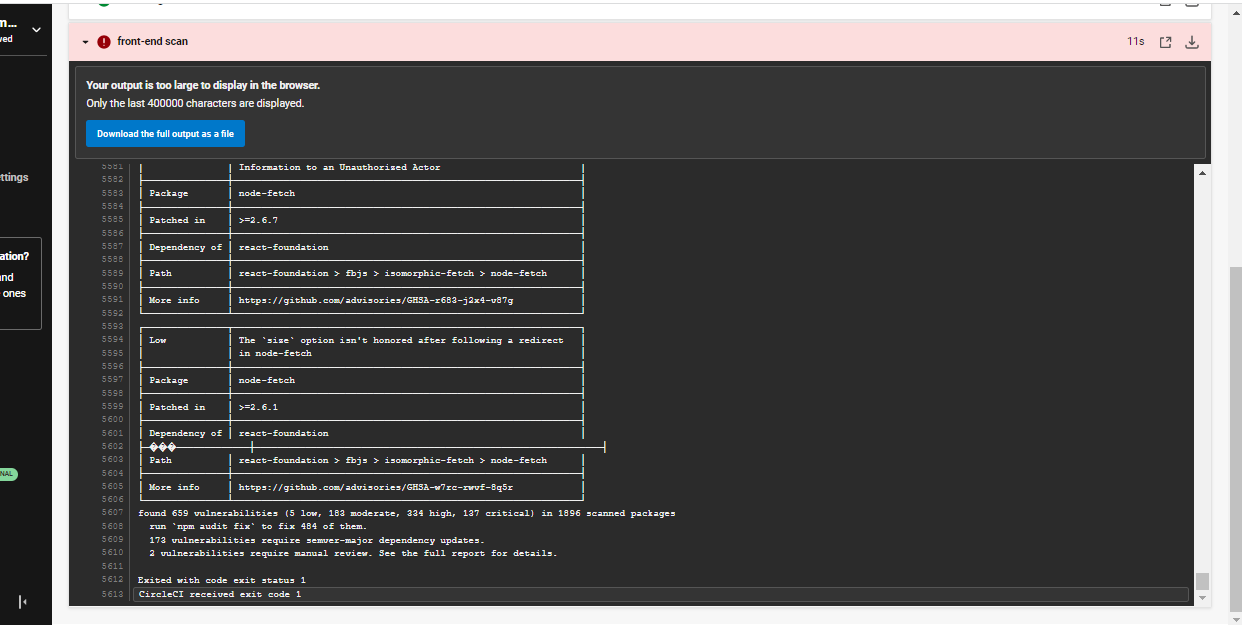 m...
ved
front-end scan
11s
Your output is too large to display in the browser.
Only the last 400000 characters are displayed.
Download the full output as a file
ttings
ation?
and
ones
NAL
5581 Information to an Unauthorized Actor
5582
5583 Package node-fetch
5584
5585 Patched in >=2.6.7
5586
5587 Dependency of react-foundation
5588
5589 Path react-foundation > fbjs > isomorphic-fetch > node-fetch
5590
5591 More info https://github.com/advisories/GHSA-r683-j2x4-v87g
5592
5593
5594 Low The `size` option isn't honored after following a redirect
5595 in node-fetch
5596
5597 Package node-fetch
5598
5599 Patched in >=2.6.1
5600
5601 Dependency of react-foundation
5602 ���
5603 Path react-foundation > fbjs > isomorphic-fetch > node-fetch
5604
5605 More info https://github.com/advisories/GHSA-w7rc-rwvf-8q5r
5606
5607 found 659 vulnerabilities (5 low, 183 moderate, 334 high, 137 critical) in 1896 scanned packages
5608 run `npm audit fix` to fix 484 of them.
5609 173 vulnerabilities require semver-major dependency updates.
5610 2 vulnerabilities require manual review. See the full report for details.
5611
5612 Exited with code exit status 1
5613 CircleCI received exit code 1